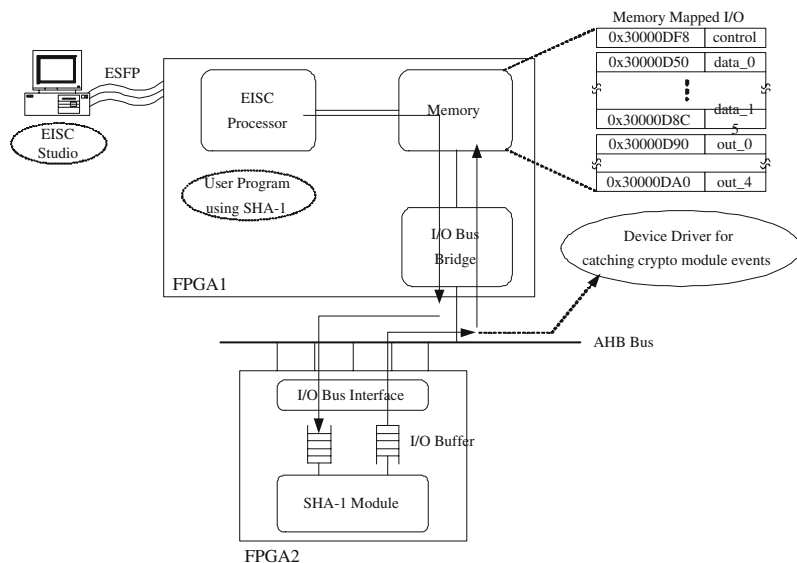 Memory Mapped I/O
0x30000DF8 control
0x30000D50 data_0
0x30000D8C data_1
5
0x30000D90 out_0
0x30000DA0 out_4
ESFP
EISC
Studio
EISC
Processor
Memory
User Program
using SHA-1
I/O Bus
Bridge
FPGA1
Device Driver for
catching crypto module events
AHB Bus
I/O Bus Interface
I/O Buffer
SHA-1 Module
FPGA2